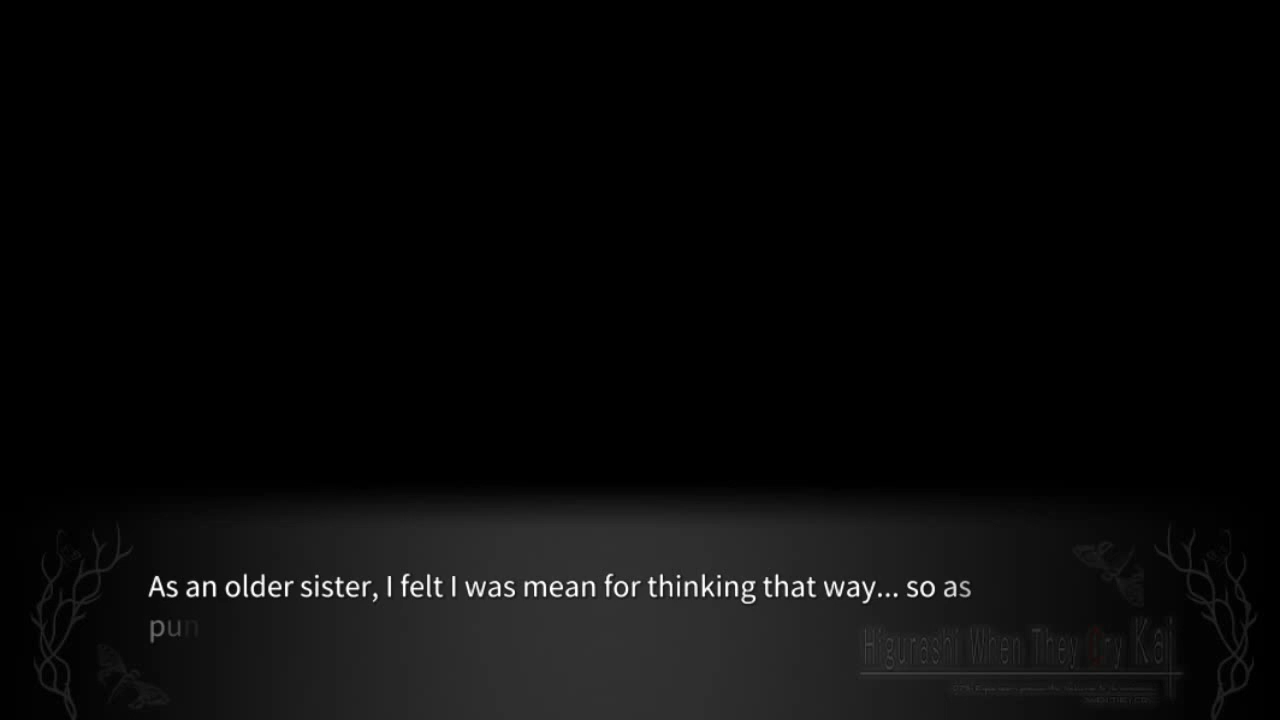 As an older sister, I felt I was mean for thinking that way... so as
pun
Higurashi When They Cry Kai